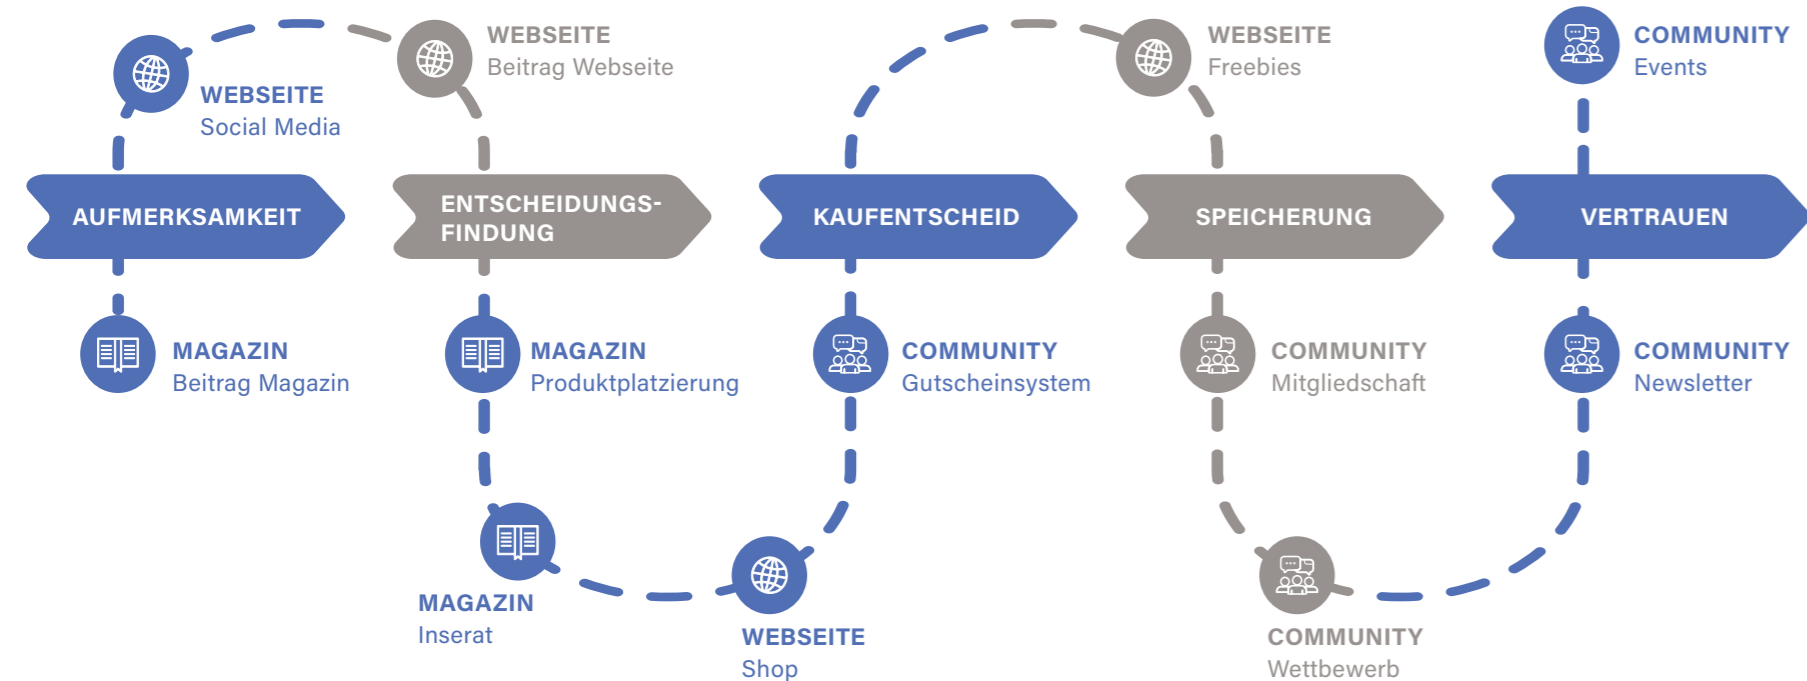 WEBSEITE
Social Media
WEBSEITE
Beitrag Webseite
WEBSEITE
Freebies
COMMUNITY
Events
AUFMERKSAMKEIT
ENTSCHEIDUNGS-
FINDUNG
KAUFENTSCHEID
SPEICHERUNG
VERTRAUEN
MAGAZIN
Beitrag Magazin
MAGAZIN
Produktplatzierung
COMMUNITY
Gutscheinsystem
COMMUNITY
Mitgliedschaft
COMMUNITY
Newsletter
MAGAZIN
Inserat
WEBSEITE
Shop
COMMUNITY
Wettbewerb